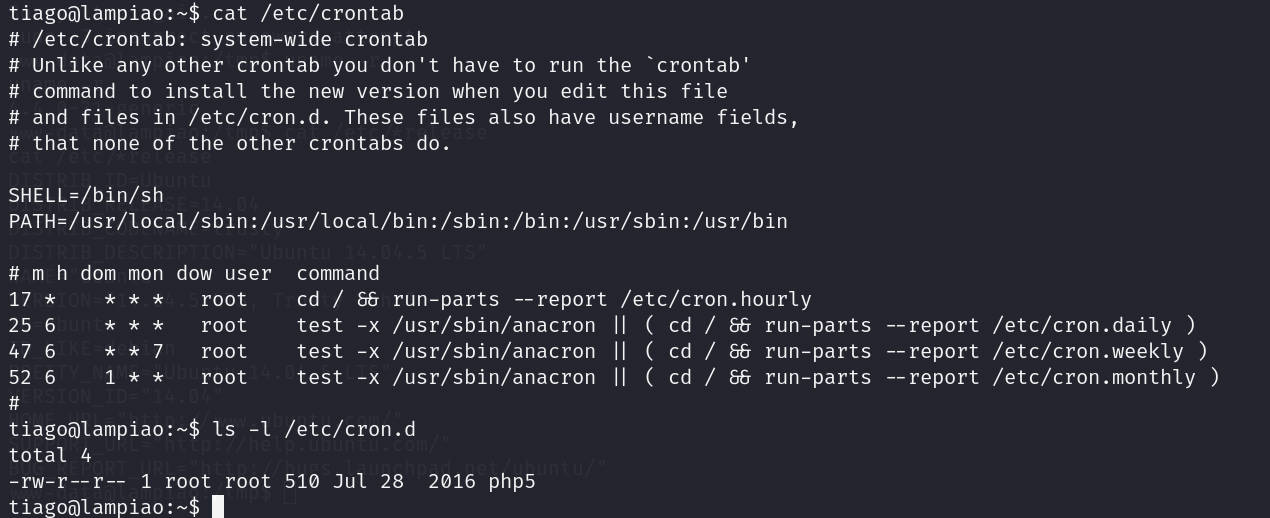 tiago@lampiao:~$ cat /etc/crontab
# /etc/crontab: system-wide crontab
# Unlike any other crontab you don't have to run the `crontab'
# command to install the new version when you edit this file
# and files in /etc/cron.d. These files also have username fields,
# that none of the other crontabs do.

SHELL=/bin/sh
PATH=/usr/local/sbin:/usr/local/bin:/sbin:/bin:/usr/sbin:/usr/bin

# m h dom mon dow user  command
17 *    * * *   root    cd / && run-parts --report /etc/cron.hourly
25 6    * * *   root    test -x /usr/sbin/anacron || ( cd / && run-parts --report /etc/cron.daily )
47 6    * * 7   root    test -x /usr/sbin/anacron || ( cd / && run-parts --report /etc/cron.weekly )
52 6    1 * *   root    test -x /usr/sbin/anacron || ( cd / && run-parts --report /etc/cron.monthly )
#
tiago@lampiao:~$ ls -l /etc/cron.d
total 4
-rw-r--r-- 1 root root 510 Jul 28  2016 php5
tiago@lampiao:~$